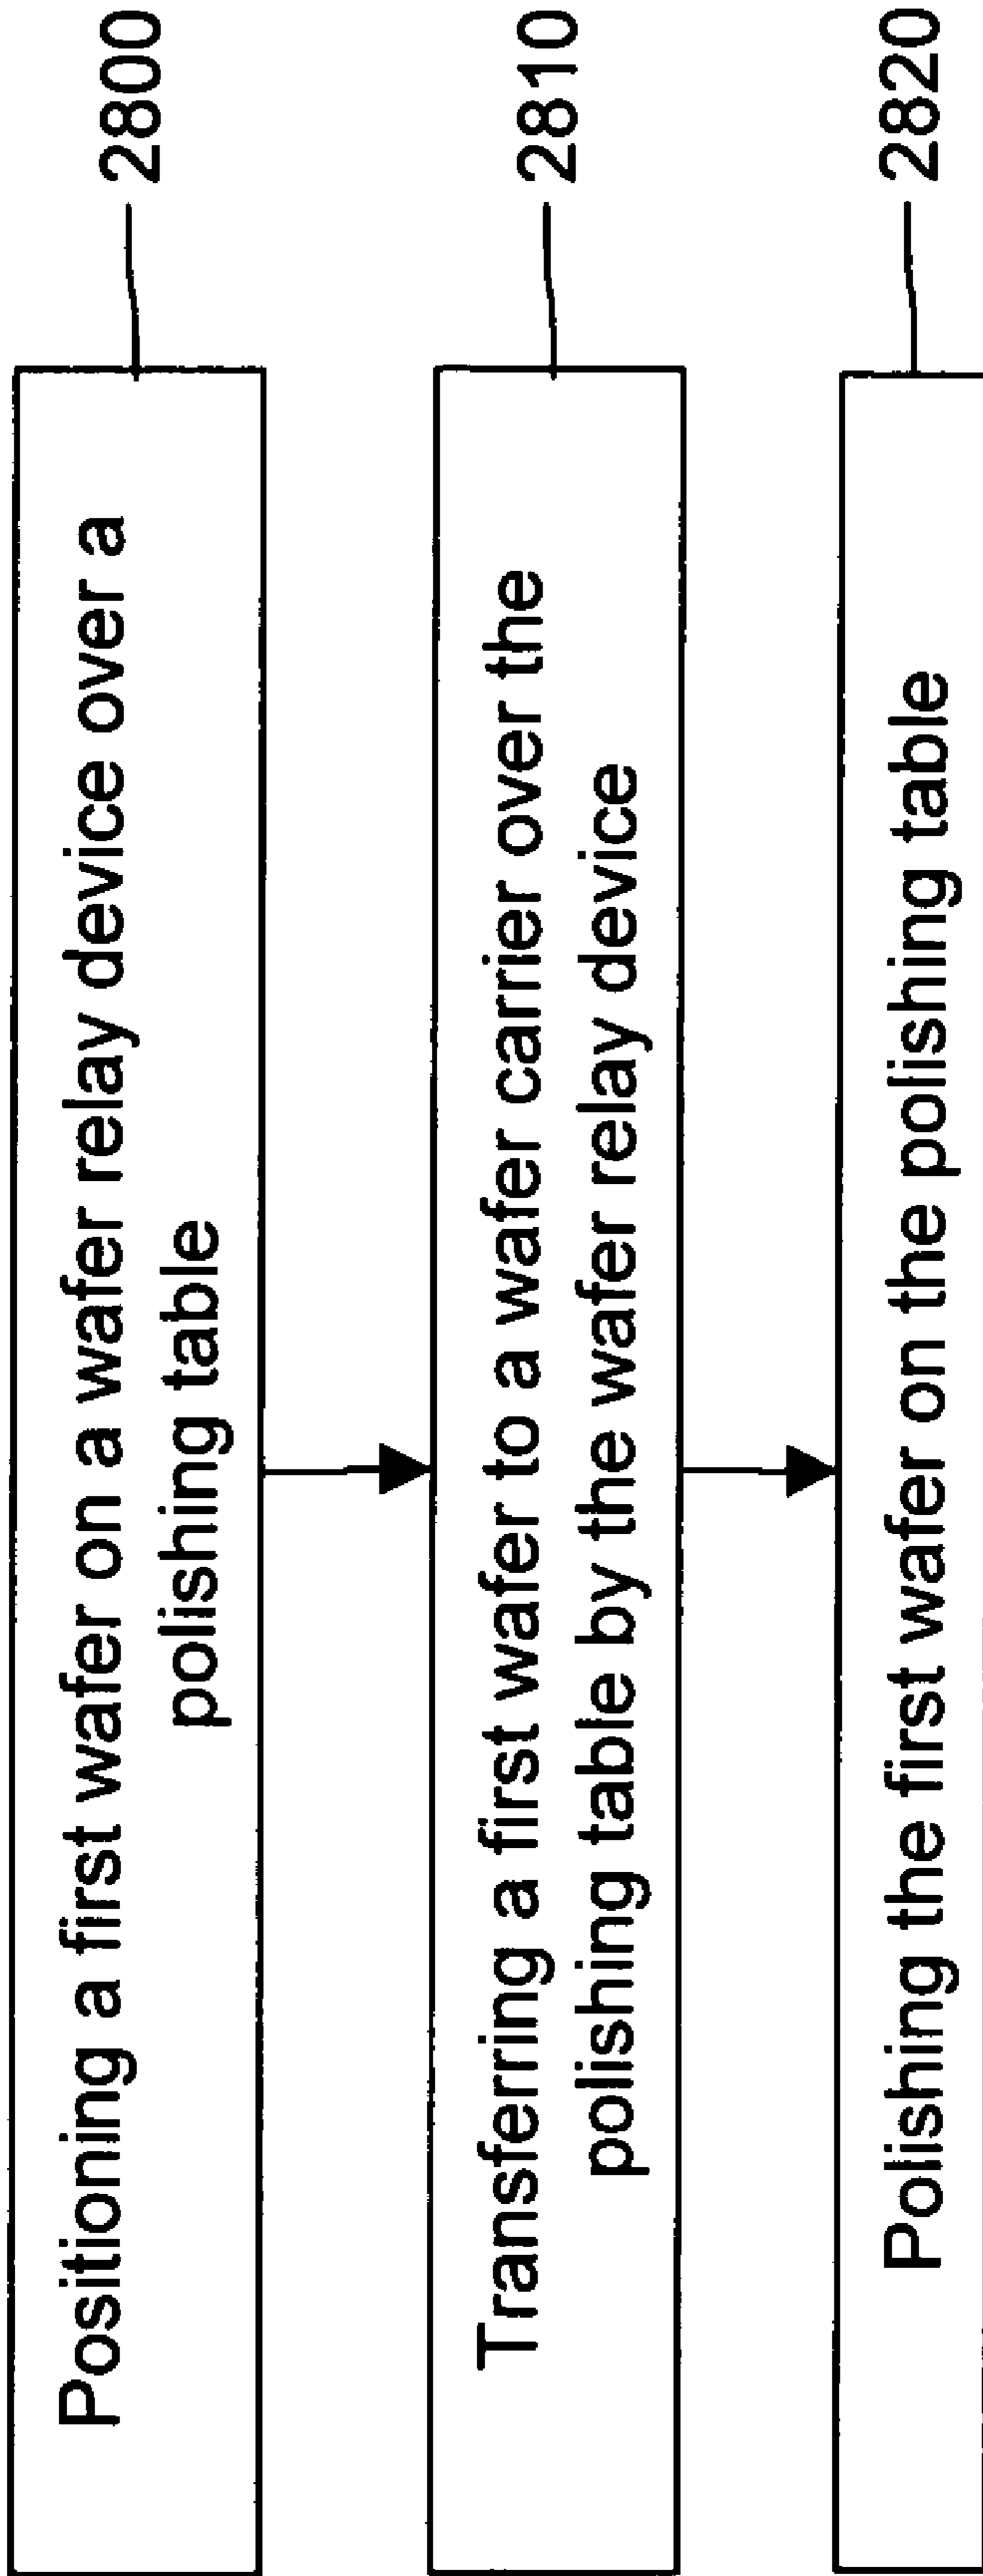 Positioning a first wafer on a wafer relay device over a
polishing table
2800
Transferring a first wafer to a wafer carrier over the
polishing table by the wafer relay device
2810
Polishing the first wafer on the polishing table
2820